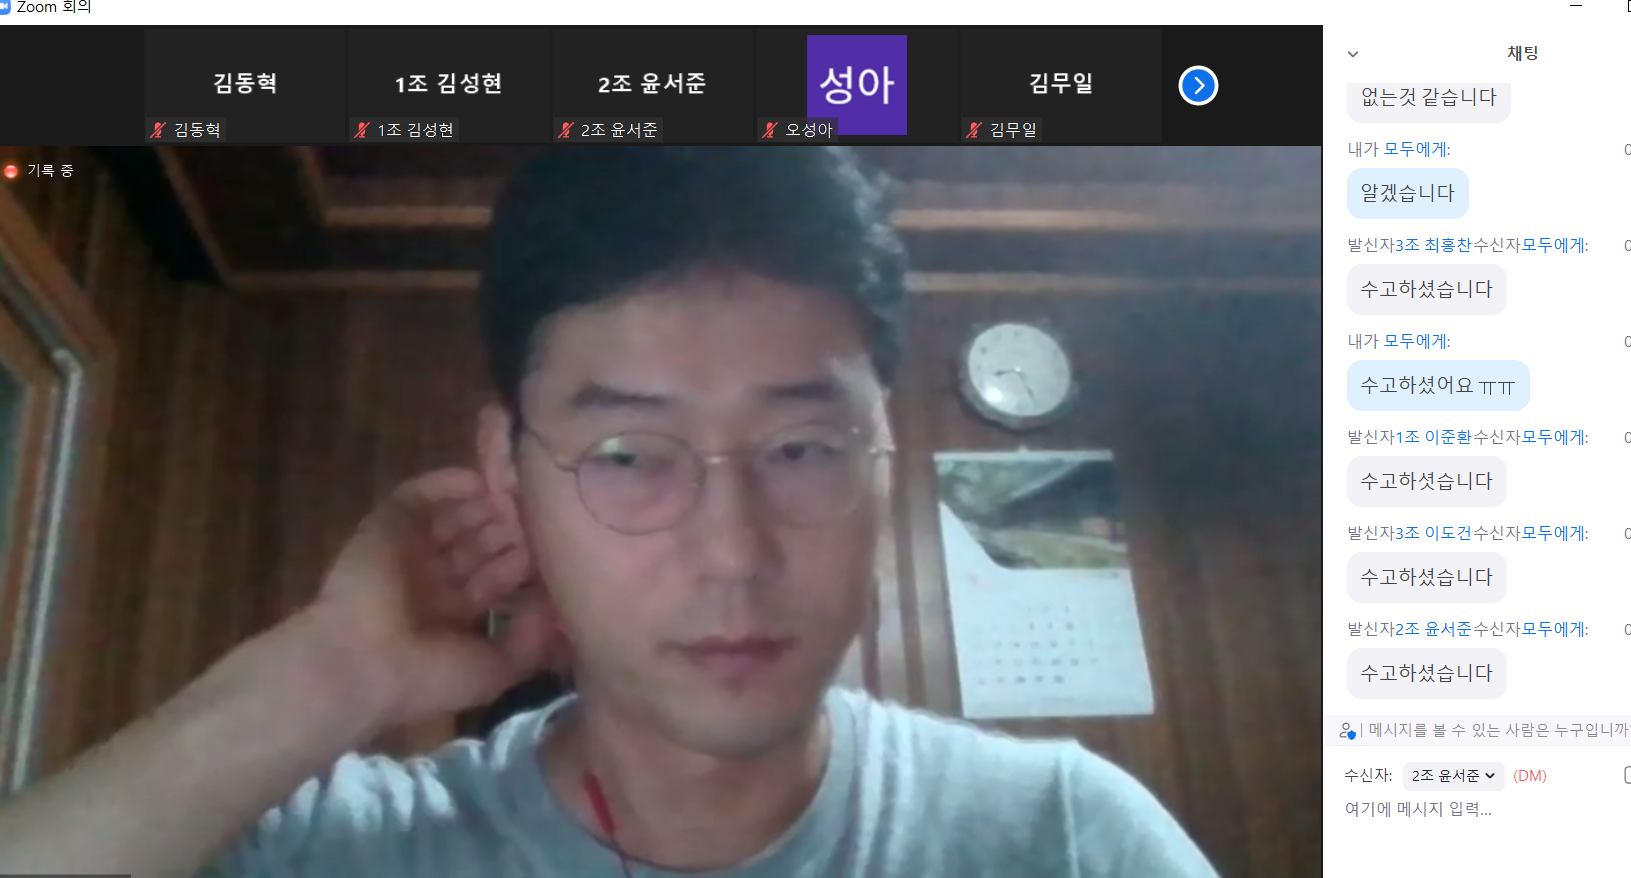 Zoom 회의
김동혁
1조 김성현
2조 윤서준
성아
김무일
김동혁
1조 김성현
2조 윤서준
오성아
김무일
기록 중
채팅
없는것 같습니다
내가 모두에게:
알겠습니다
발신자3조 최홍찬수신자모두에게:
수고하셨습니다
내가 모두에게:
수고하셨어요 ㅠㅠ
발신자1조 이준환수신자모두에게:
수고하셧습니다
발신자3조 이도건수신자모두에게:
수고하셨습니다
발신자2조 윤서준수신자모두에게:
수고하셨습니다
메시지를 볼 수 있는 사람은 누구입니까?
수신자: 2조 윤서준 (DM)
여기에 메시지 입력...